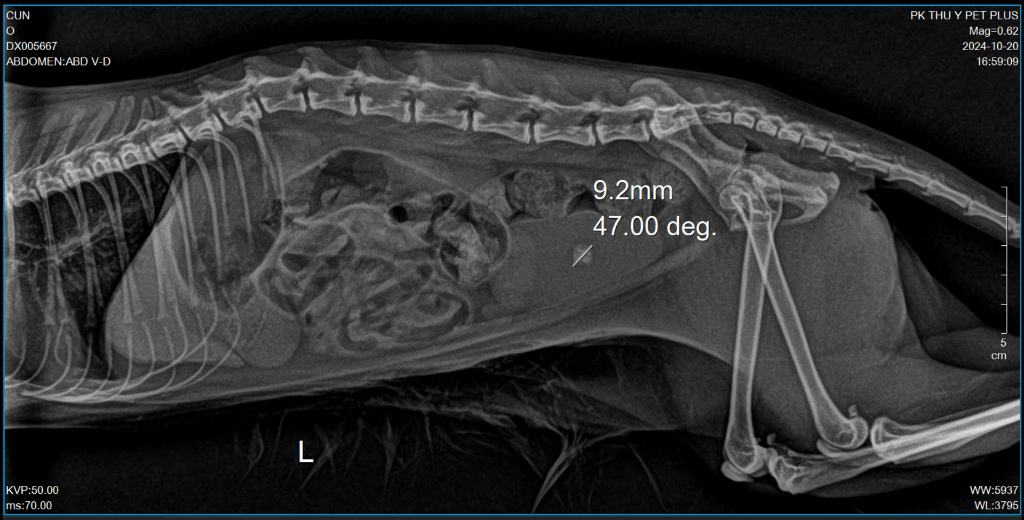 CUN
O
DX005667
ABDOMEN:ABD V-D
PK THU Y PET PLUS
Mag=0.62
2024-10-20
16:59:09
9.2mm
47.00 deg.
5
cm
L
KVP:50.00
ms:70.00
WW:5937
WL:3795